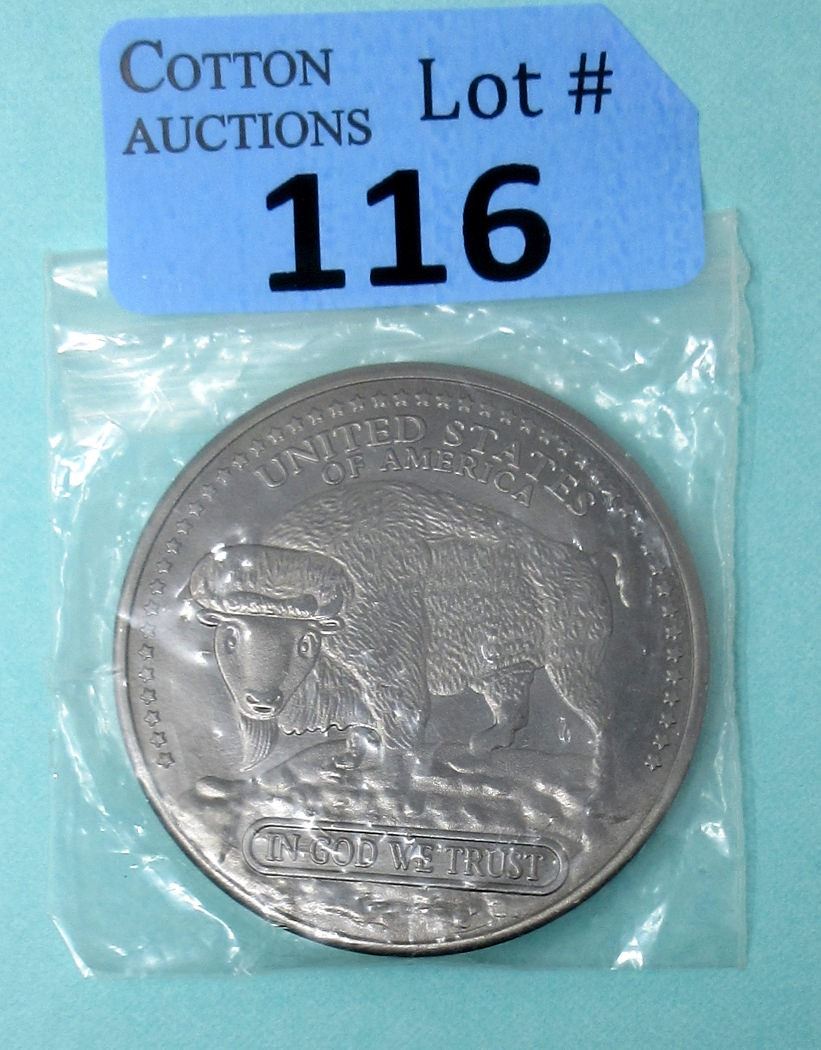 COTTON
AUCTIONS
Lot #
116
UNITED STATES
OF AMERICA
IN GOD WE TRUST